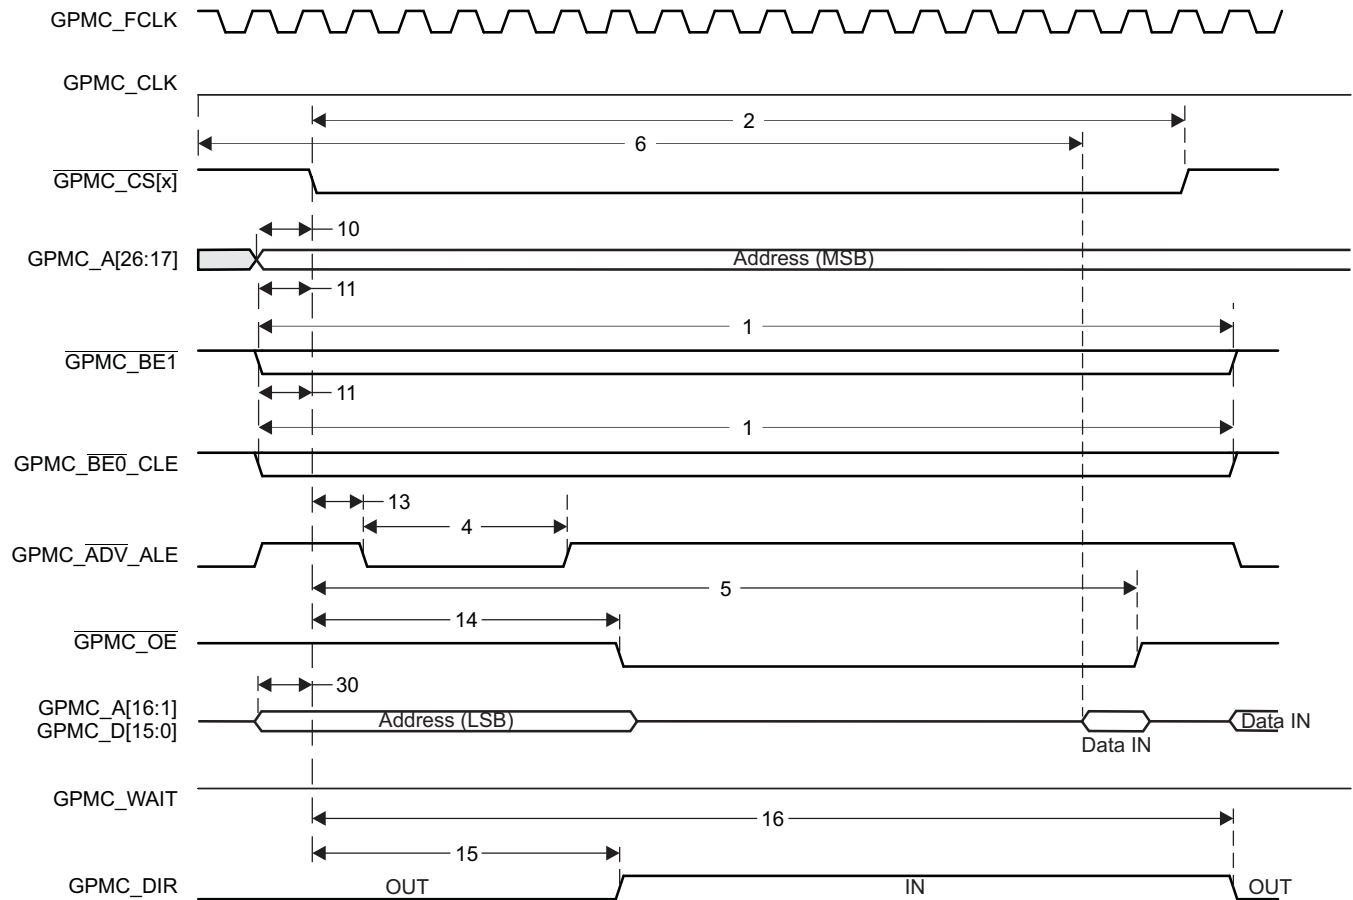 GPMC_FCLK
GPMC_CLK
2
6
GPMC_CS[x]
10
GPMC_A[26:17]
Address (MSB)
11
1
GPMC_BE1
11
1
GPMC_BE0_CLE
13
4
GPMC_ADV_ALE
5
14
GPMC_OE
30
GPMC_A[16:1]
GPMC_D[15:0]
Address (LSB)
Data IN
Data IN
GPMC_WAIT
16
15
GPMC_DIR
OUT
IN
OUT